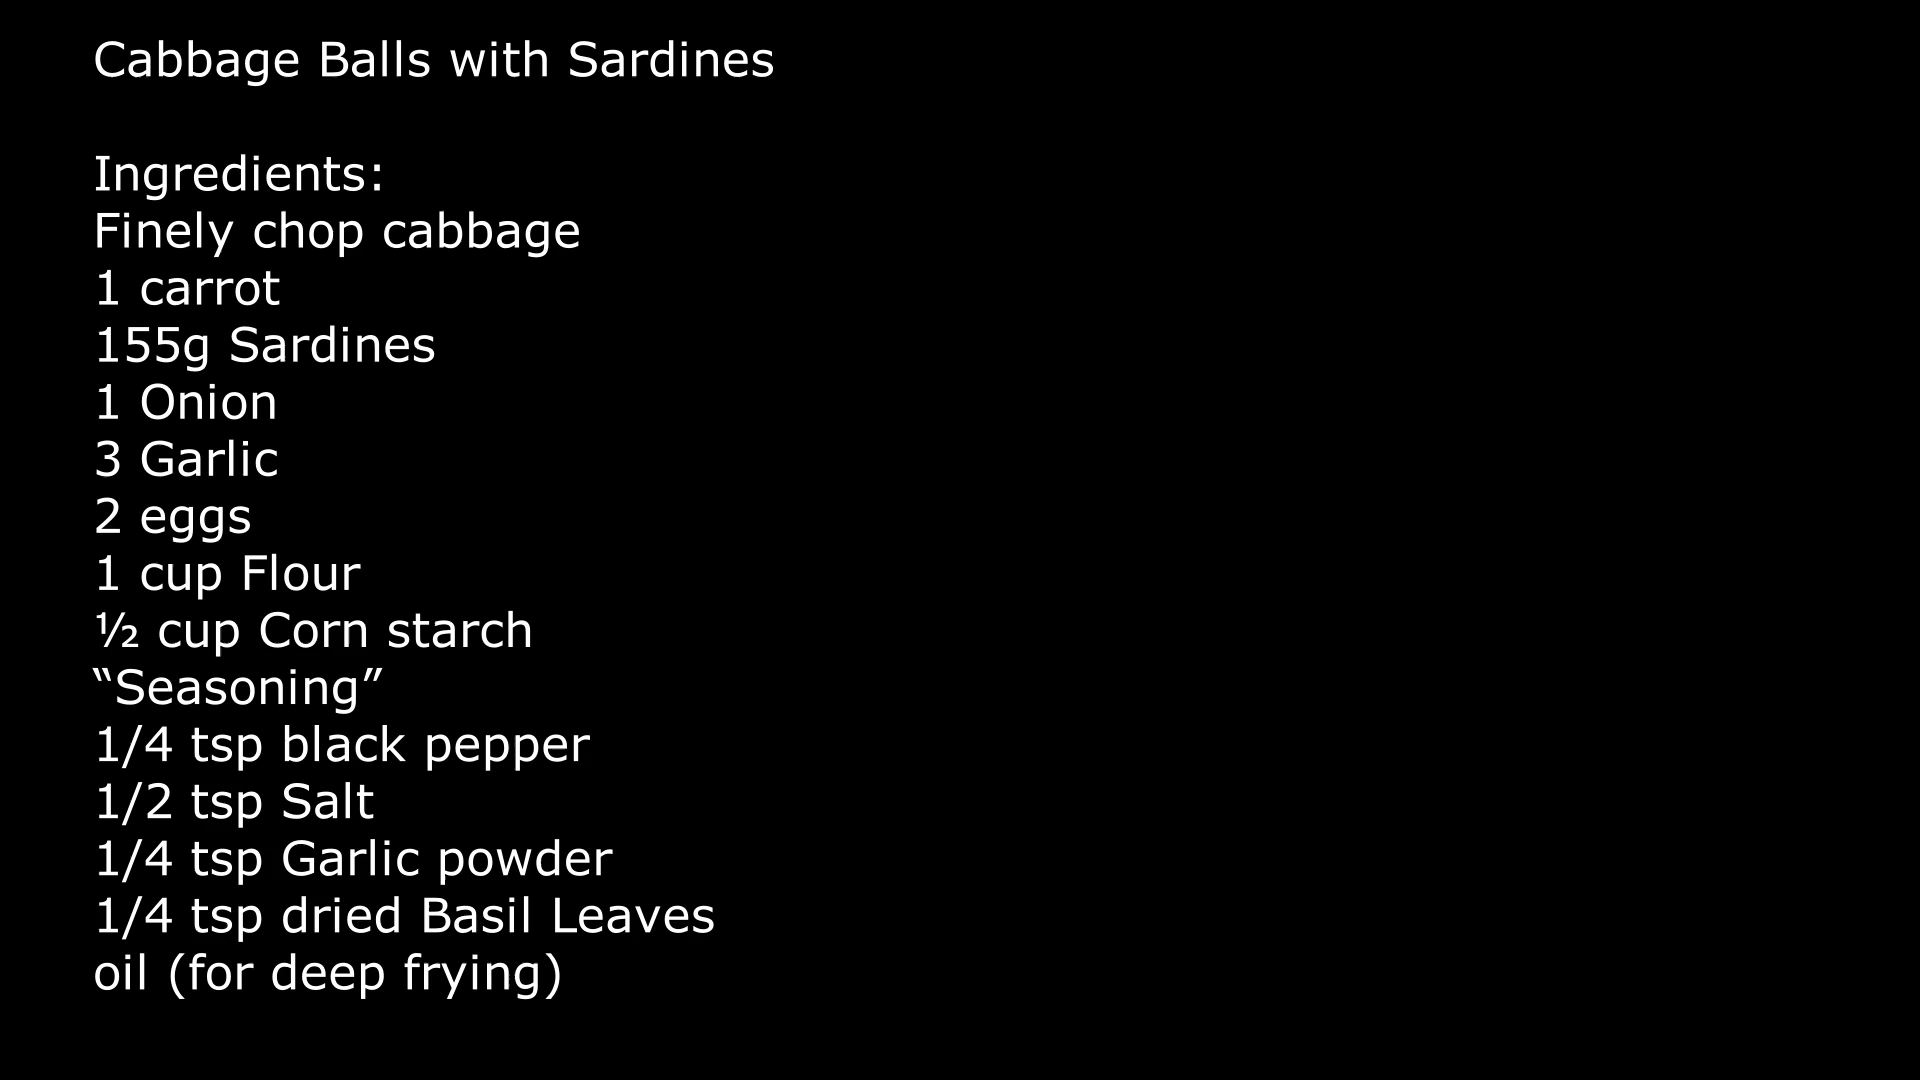 Cabbage Balls with Sardines
Ingredients:
Finely chop cabbage
1 carrot
155g Sardines
1 Onion
3 Garlic
2 eggs
1 cup Flour
½ cup Corn starch
“Seasoning”
1/4 tsp black pepper
1/2 tsp Salt
1/4 tsp Garlic powder
1/4 tsp dried Basil Leaves
oil (for deep frying)